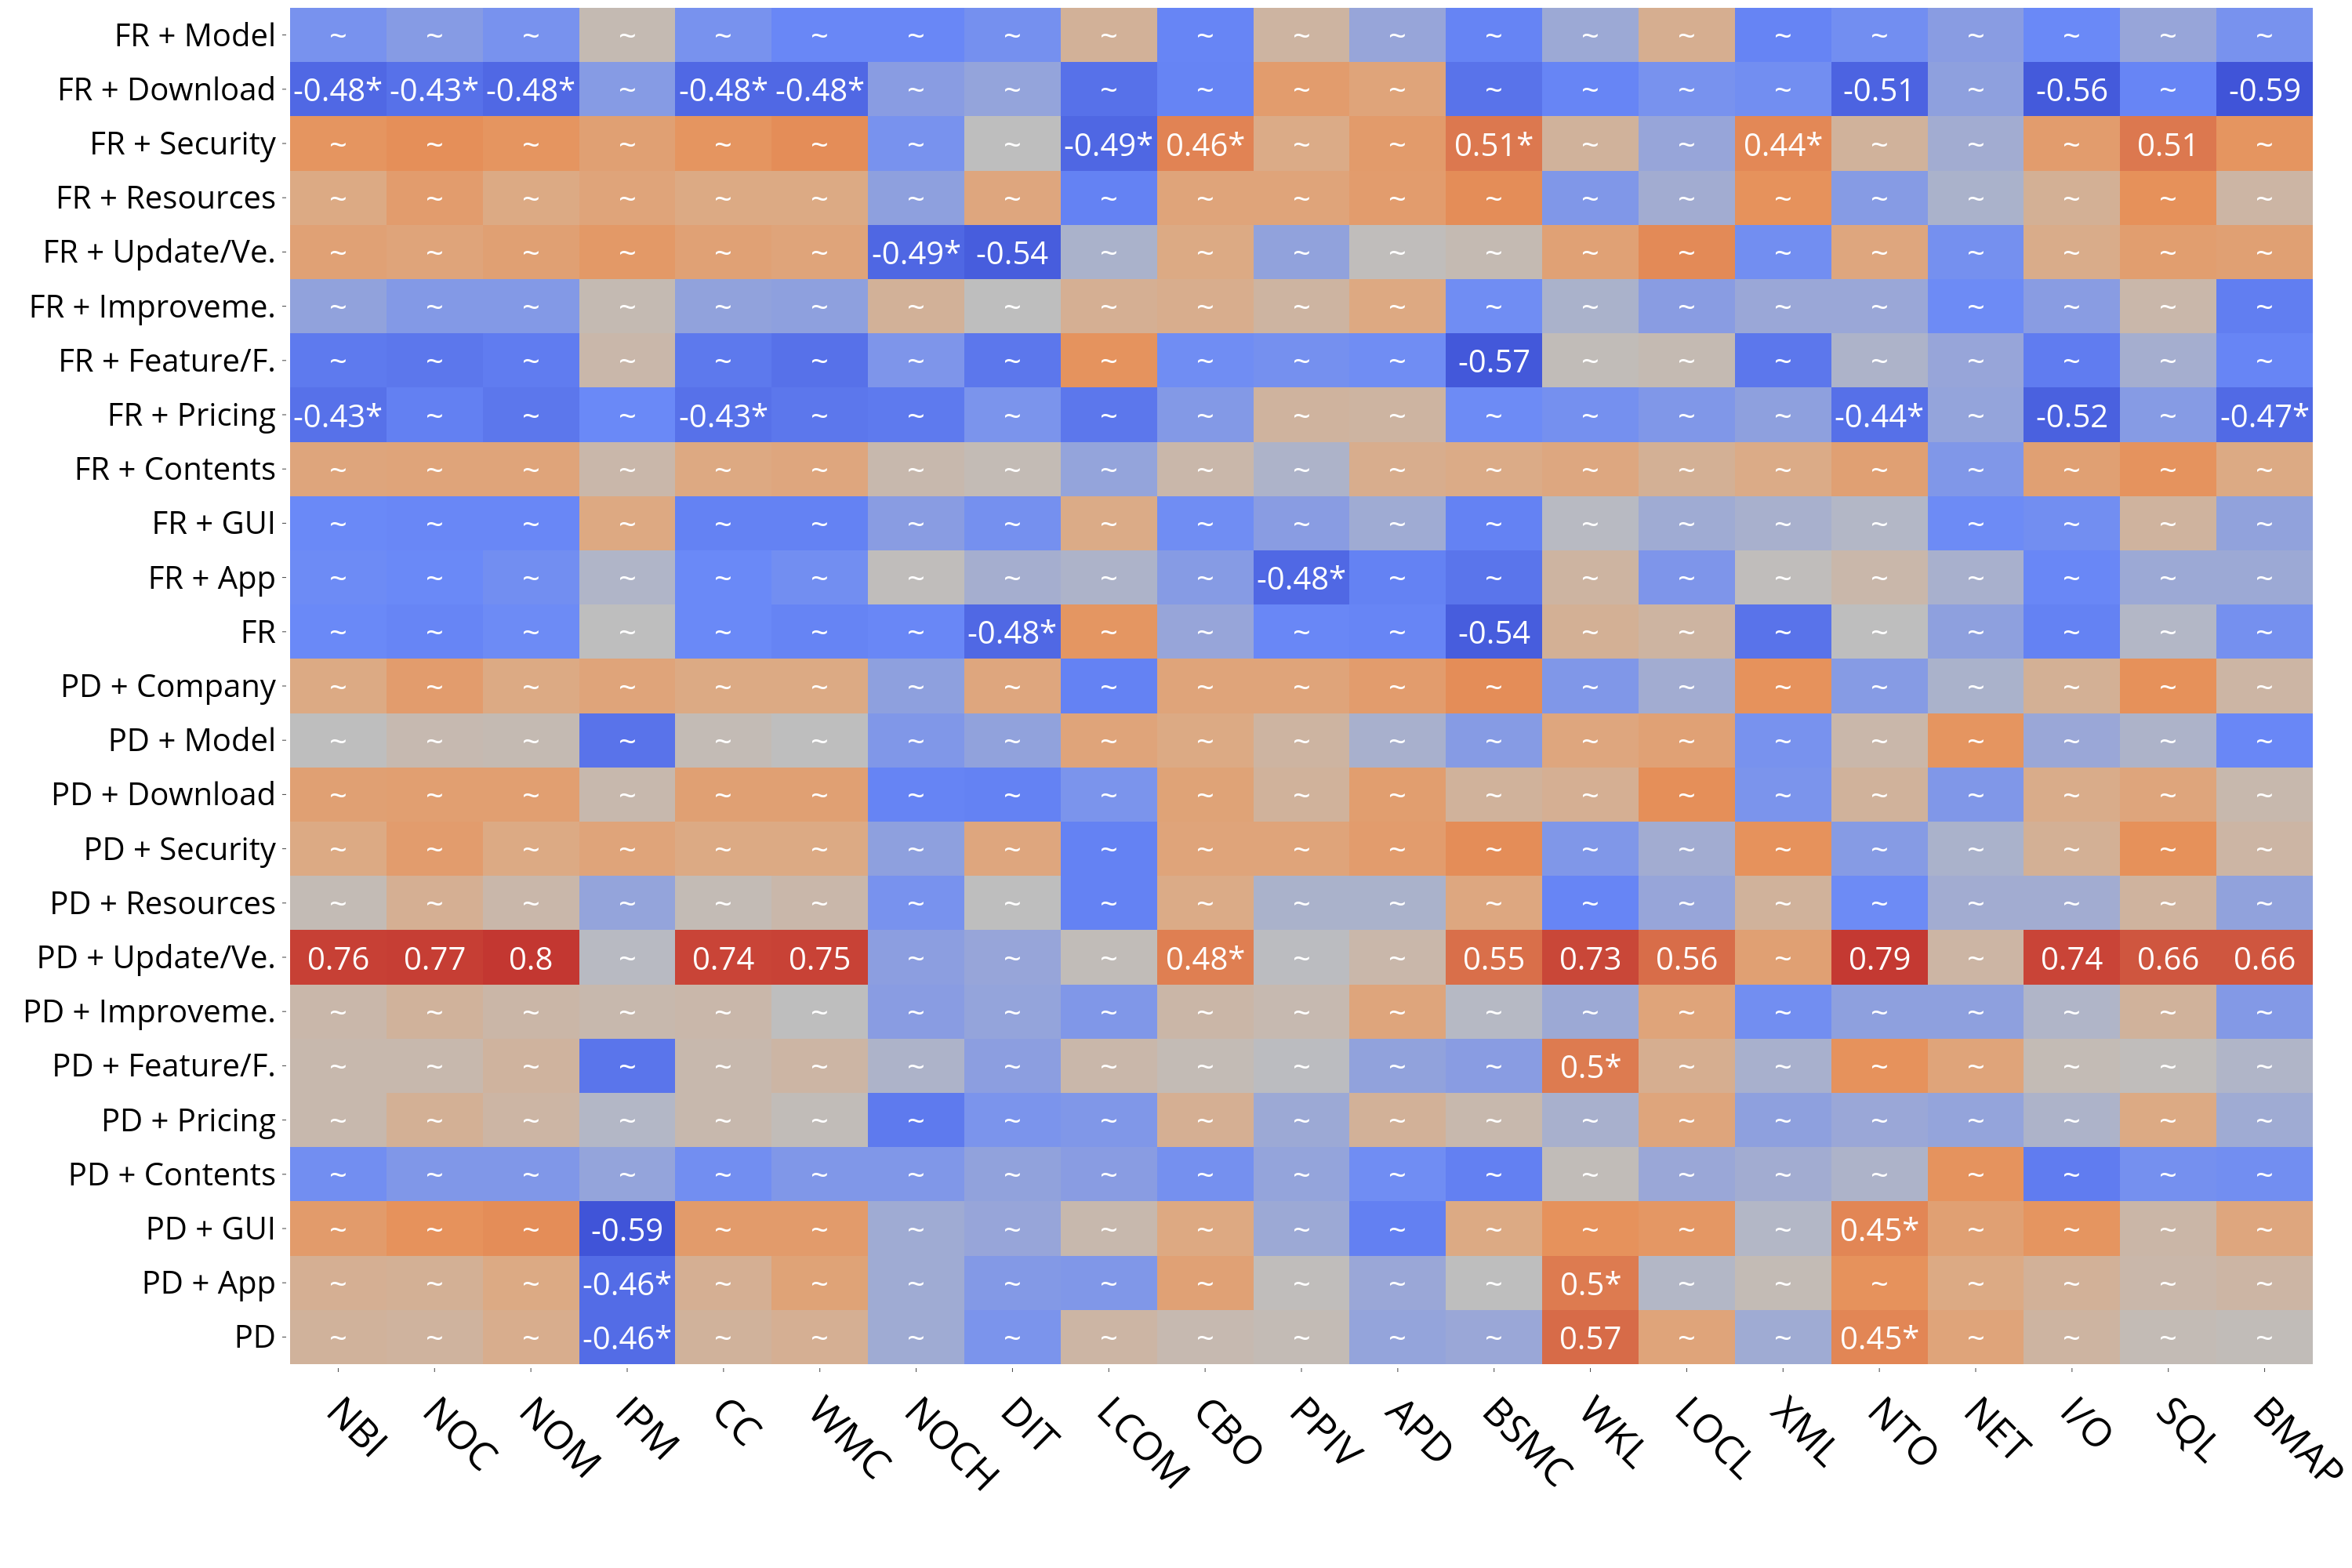 FR + Model ~ ~ ~ ~ ~ ~ ~ ~ ~ ~ ~ ~ ~ ~ ~ ~ ~ ~ ~ ~ ~
FR + Download -0.48* -0.43* -0.48* ~ -0.48* -0.48* ~ ~ ~ ~ ~ ~ ~ ~ ~ ~ -0.51 ~ -0.56 ~ -0.59
FR + Security ~ ~ ~ ~ ~ ~ ~ ~ -0.49* 0.46* ~ ~ 0.51* ~ ~ 0.44* ~ ~ ~ 0.51 ~
FR + Resources ~ ~ ~ ~ ~ ~ ~ ~ ~ ~ ~ ~ ~ ~ ~ ~ ~ ~ ~ ~ ~
FR + Update/Ve. ~ ~ ~ ~ ~ ~ -0.49* -0.54 ~ ~ ~ ~ ~ ~ ~ ~ ~ ~ ~ ~ ~
FR + Improveme. ~ ~ ~ ~ ~ ~ ~ ~ ~ ~ ~ ~ ~ ~ ~ ~ ~ ~ ~ ~ ~
FR + Feature/F. ~ ~ ~ ~ ~ ~ ~ ~ ~ ~ ~ ~ -0.57 ~ ~ ~ ~ ~ ~ ~ ~
FR + Pricing -0.43* ~ ~ ~ -0.43* ~ ~ ~ ~ ~ ~ ~ ~ ~ ~ ~ -0.44* ~ -0.52 ~ -0.47*
FR + Contents ~ ~ ~ ~ ~ ~ ~ ~ ~ ~ ~ ~ ~ ~ ~ ~ ~ ~ ~ ~ ~
FR + GUI ~ ~ ~ ~ ~ ~ ~ ~ ~ ~ ~ ~ ~ ~ ~ ~ ~ ~ ~ ~ ~
FR + App ~ ~ ~ ~ ~ ~ ~ ~ ~ ~ -0.48* ~ ~ ~ ~ ~ ~ ~ ~ ~ ~
FR ~ ~ ~ ~ ~ ~ ~ -0.48* ~ ~ ~ ~ -0.54 ~ ~ ~ ~ ~ ~ ~ ~
PD + Company ~ ~ ~ ~ ~ ~ ~ ~ ~ ~ ~ ~ ~ ~ ~ ~ ~ ~ ~ ~ ~
PD + Model ~ ~ ~ ~ ~ ~ ~ ~ ~ ~ ~ ~ ~ ~ ~ ~ ~ ~ ~ ~ ~
PD + Download ~ ~ ~ ~ ~ ~ ~ ~ ~ ~ ~ ~ ~ ~ ~ ~ ~ ~ ~ ~ ~
PD + Security ~ ~ ~ ~ ~ ~ ~ ~ ~ ~ ~ ~ ~ ~ ~ ~ ~ ~ ~ ~ ~
PD + Resources ~ ~ ~ ~ ~ ~ ~ ~ ~ ~ ~ ~ ~ ~ ~ ~ ~ ~ ~ ~ ~
PD + Update/Ve. 0.76 0.77 0.8 ~ 0.74 0.75 ~ ~ ~ 0.48* ~ ~ 0.55 0.73 0.56 ~ 0.79 ~ 0.74 0.66 0.66
PD + Improveme. ~ ~ ~ ~ ~ ~ ~ ~ ~ ~ ~ ~ ~ ~ ~ ~ ~ ~ ~ ~ ~
PD + Feature/F. ~ ~ ~ ~ ~ ~ ~ ~ ~ ~ ~ ~ ~ 0.5* ~ ~ ~ ~ ~ ~ ~
PD + Pricing ~ ~ ~ ~ ~ ~ ~ ~ ~ ~ ~ ~ ~ ~ ~ ~ ~ ~ ~ ~ ~
PD + Contents ~ ~ ~ ~ ~ ~ ~ ~ ~ ~ ~ ~ ~ ~ ~ ~ ~ ~ ~ ~ ~
PD + GUI ~ ~ ~ -0.59 ~ ~ ~ ~ ~ ~ ~ ~ ~ ~ ~ ~ 0.45* ~ ~ ~ ~
PD + App ~ ~ ~ -0.46* ~ ~ ~ ~ ~ ~ ~ ~ ~ 0.5* ~ ~ ~ ~ ~ ~ ~
PD ~ ~ ~ -0.46* ~ ~ ~ ~ ~ ~ ~ ~ ~ 0.57 ~ ~ 0.45* ~ ~ ~ ~
NBI NOC NOM IPM CC WMC NOCH DIT LCOM CBO PPIV APD BSMC WKL LOCL XML NTO NET I/O SQL BMAP